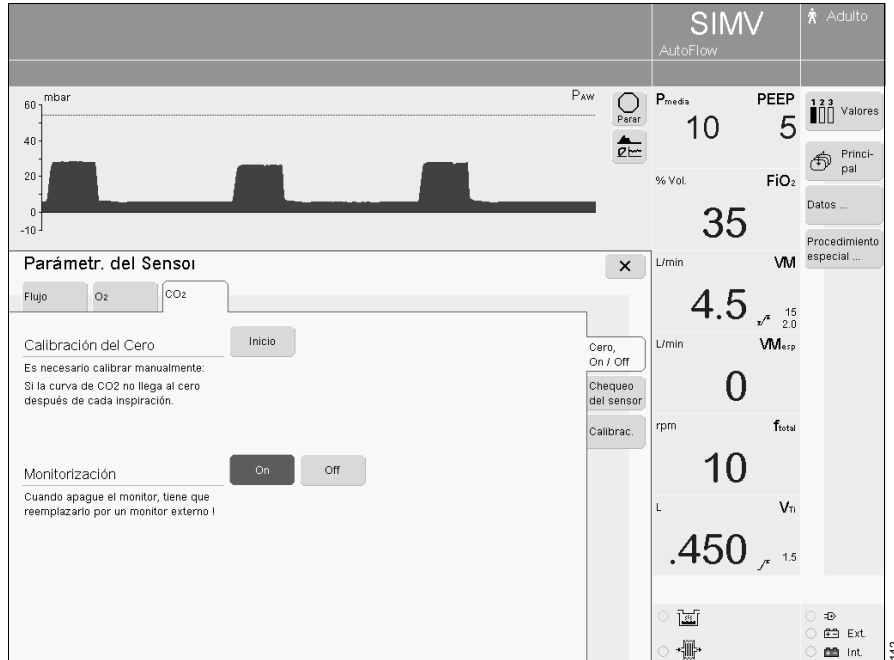 SIMV
AutoFlow
Adulto
mbar
PAW
60
40
20
0
-10
Parar
Pmedia
PEEP
10
5
% Vol.
FiO2
35
L/min
VM
4.5
15
2.0
L/min
VMesp
0
rpm
ftotal
10
L
VTi
.450
1.5
1 2 3
Valores
Princi-
pal
Datos ...
Procedimiento
especial ...
Parámetr. del Sensor
Flujo
O2
CO2
Calibración del Cero
Inicio
Es necesario calibrar manualmente:
Si la curva de CO2 no llega al cero
después de cada inspiración.
Monitorización
On
Off
Cuando apague el monitor, tiene que
reemplazarlo por un monitor externo !
Cero,
On / Off
Chequeo
del sensor
Calibrac.
Ext.
Int.